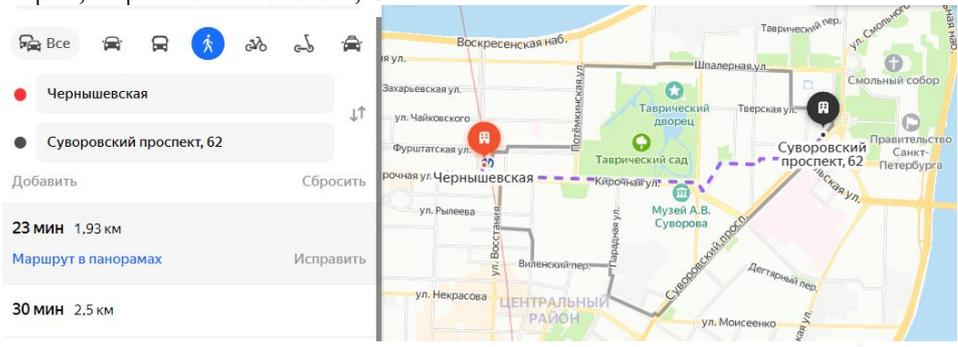 Все
Чернышевская
Суворовский проспект, 62
Добавить
Сбросить
23 мин 1,93 км
Маршрут в панорамах
Исправить
30 мин 2,5 км
Воскресенская наб.
Таврический пер.
ул. Смольного
Шпалерная ул.
Смольный собор
Захарьевская ул.
Потёмкинская ул.
Таврический
дворец
Тверская ул.
ул. Чайковского
Фурштатская ул.
Таврический сад
Суворовский
проспект, 62
Правительство
Санкт-
Петербурга
Чернышевская
Кирочная ул.
Музей А.В.
Суворова
ул. Рылеева
ул. Восстания
Парадная ул.
Виленский пер.
Суворовский просп.
Дегтярный пер.
ул. Некрасова
ЦЕНТРАЛЬНЫЙ
РАЙОН
ул. Моисеенко